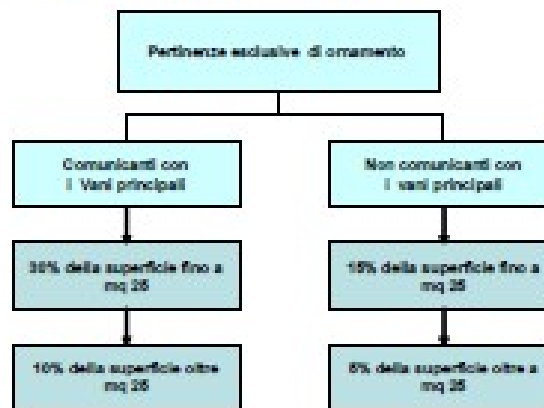 Pertinenze esclusive di ornamento
Comunicanti con
i Vani principali
Non comunicanti con
i vani principali
30% della superficie fino a
mq 25
15% della superficie fino a
mq 25
10% della superficie oltre
mq 25
5% della superficie oltre a
mq 25